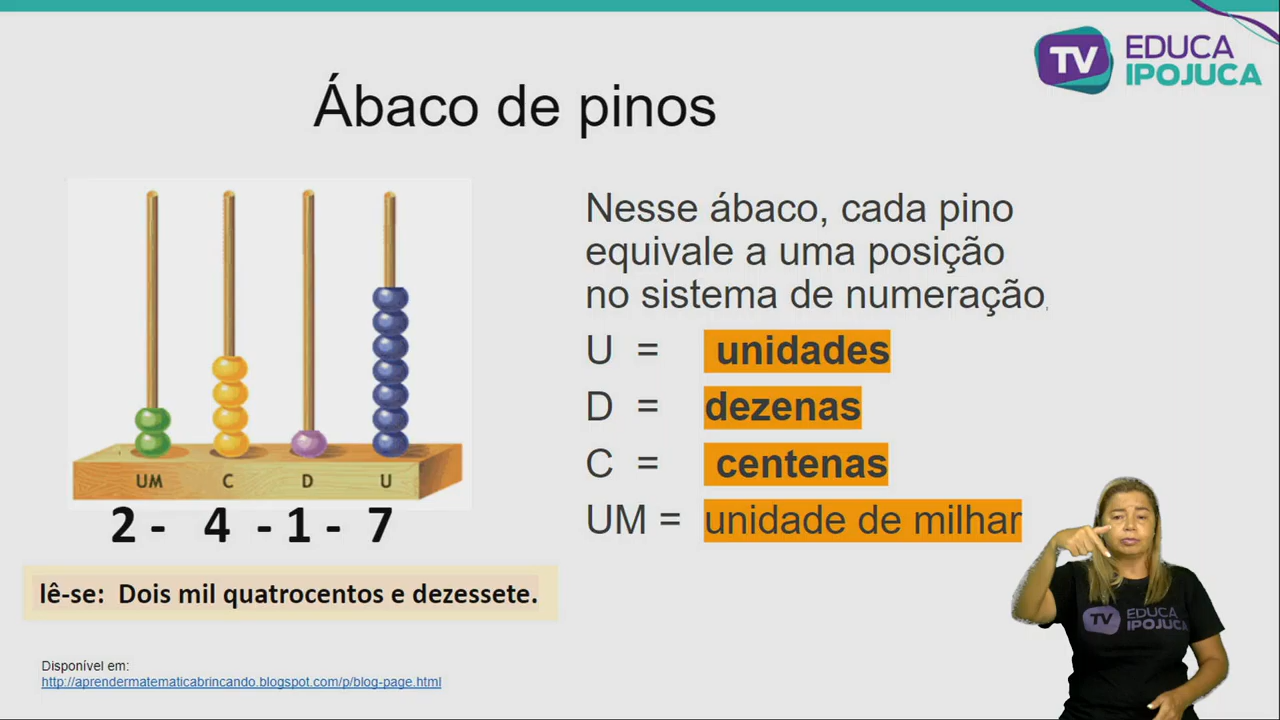 TV EDUCA
IPOJUCA
Ábaco de pinos
Nesse ábaco, cada pino
equivale a uma posição
no sistema de numeração,
U = unidades
D = dezenas
C = centenas
UM = unidade de milhar
UM C D U
2 - 4 - 1 - 7
lê-se: Dois mil quatrocentos e dezessete.
Disponível em:
http://aprendermatematicabrincando.blogspot.com/p/blog-page.html
TV EDUCA
IPOJUCA